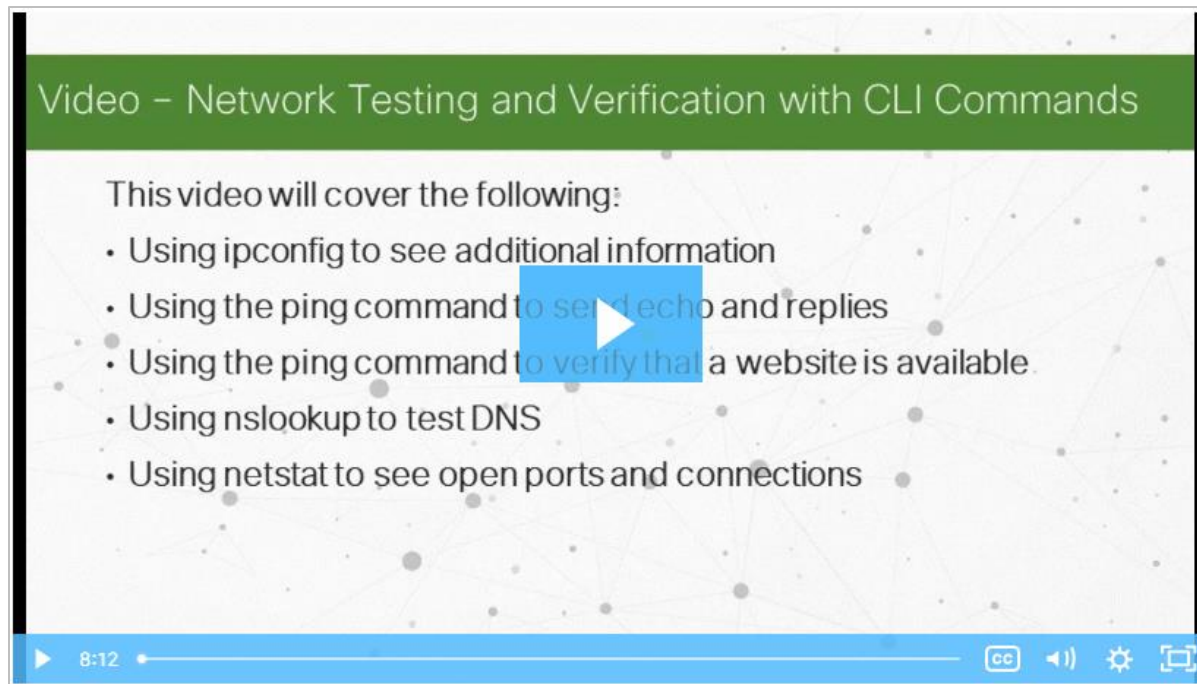 Video – Network Testing and Verification with CLI Commands
This video will cover the following:
• Using ipconfig to see additional information
• Using the ping command to send echo and replies
• Using the ping command to verify that a website is available
• Using nslookup to test DNS
• Using netstat to see open ports and connections
8:12
CC